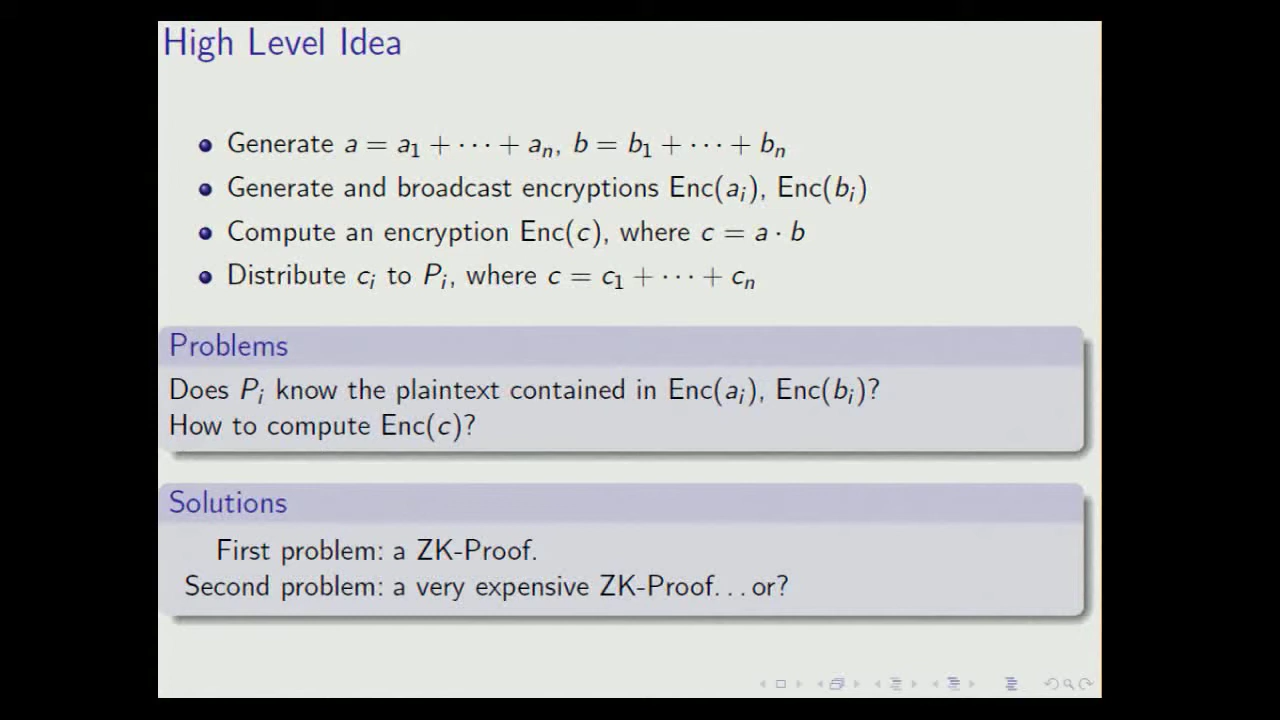 High Level Idea
Generate a = a₁ + ⋯ + aₙ, b = b₁ + ⋯ + bₙ
Generate and broadcast encryptions Enc(aᵢ), Enc(bᵢ)
Compute an encryption Enc(c), where c = a · b
Distribute cᵢ to Pᵢ, where c = c₁ + ⋯ + cₙ
Problems
Does Pᵢ know the plaintext contained in Enc(aᵢ), Enc(bᵢ)?
How to compute Enc(c)?
Solutions
First problem: a ZK-Proof.
Second problem: a very expensive ZK-Proof...or?